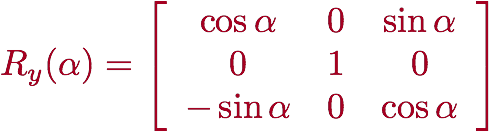 cos α 0 sin α
R_y(α) = 0 1 0
− sin α 0 cos α